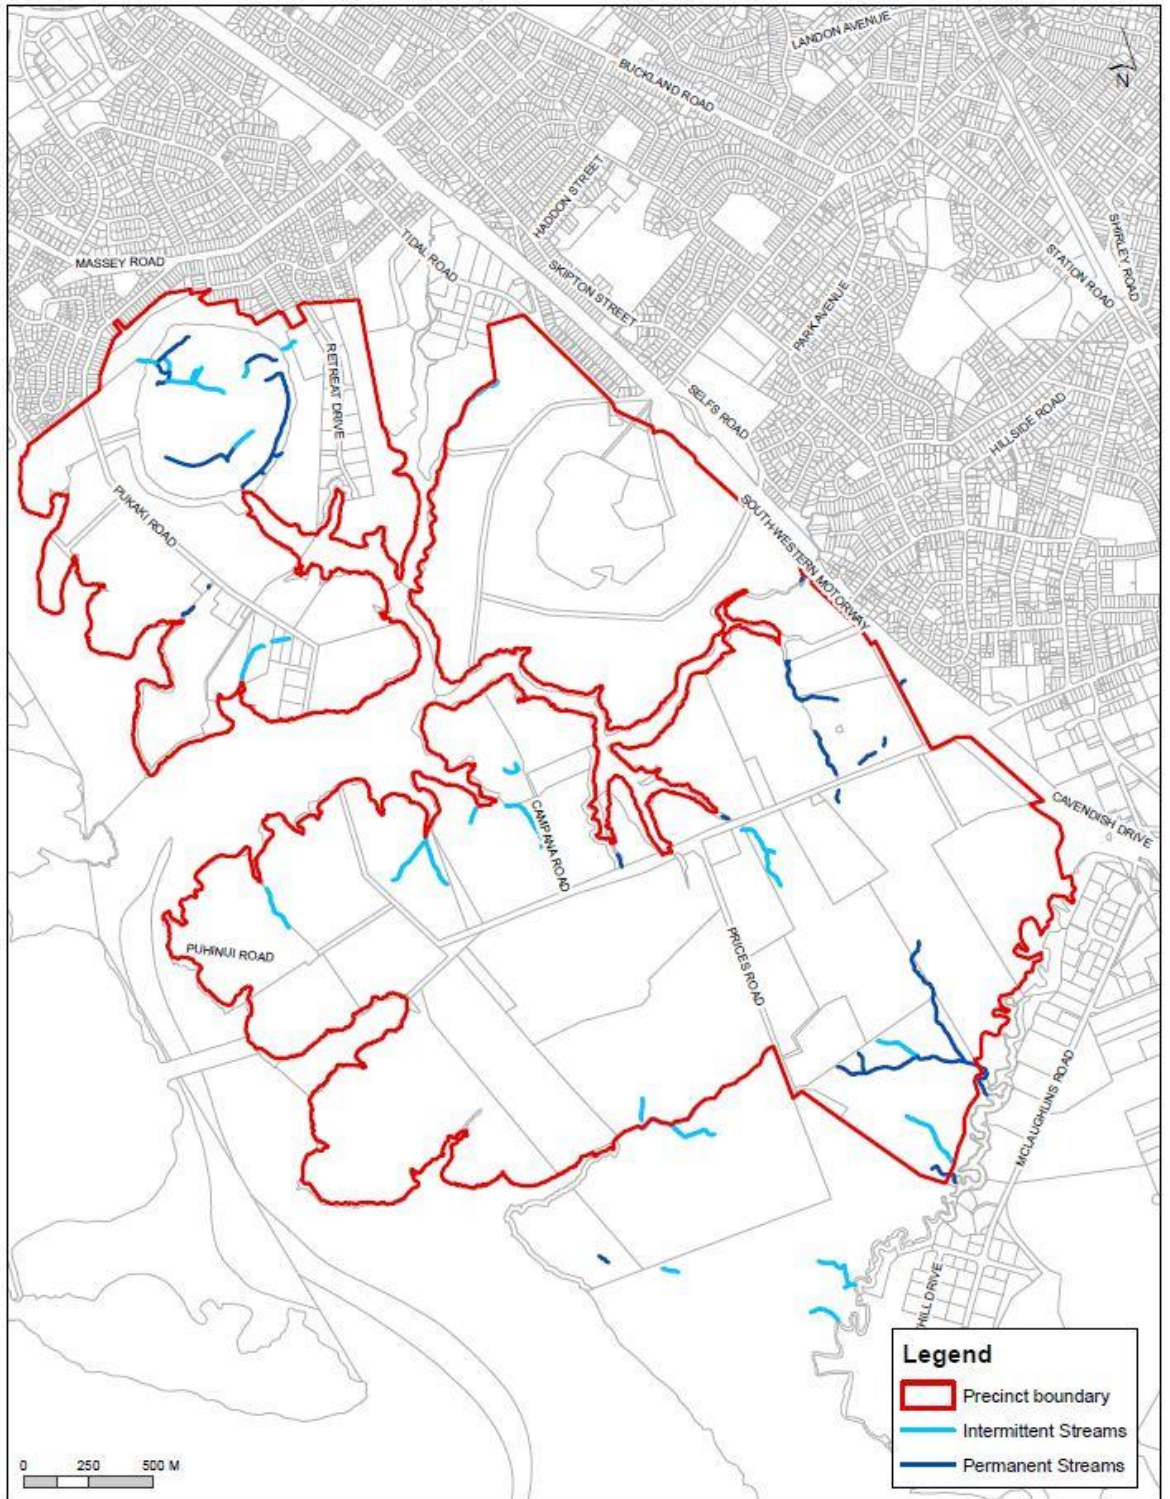 LANDON AVENUE
BUCKLAND ROAD
N
HADDON STREET
SHIRLEY ROAD
TIDAL ROAD
STATION ROAD
MASSEY ROAD
SKIPTON STREET
PARK AVENUE
RETREAT DRIVE
SELFS ROAD
HILLSIDE ROAD
PUKAKI ROAD
SOUTH-WESTERN MOTORWAY
CAVENDISH DRIVE
CAMPANA ROAD
PUHINUI ROAD
PRICES ROAD
MCLAUGHLINS ROAD
HILL DRIVE
Legend
Precinct boundary
Intermittent Streams
Permanent Streams
0 250 500 M